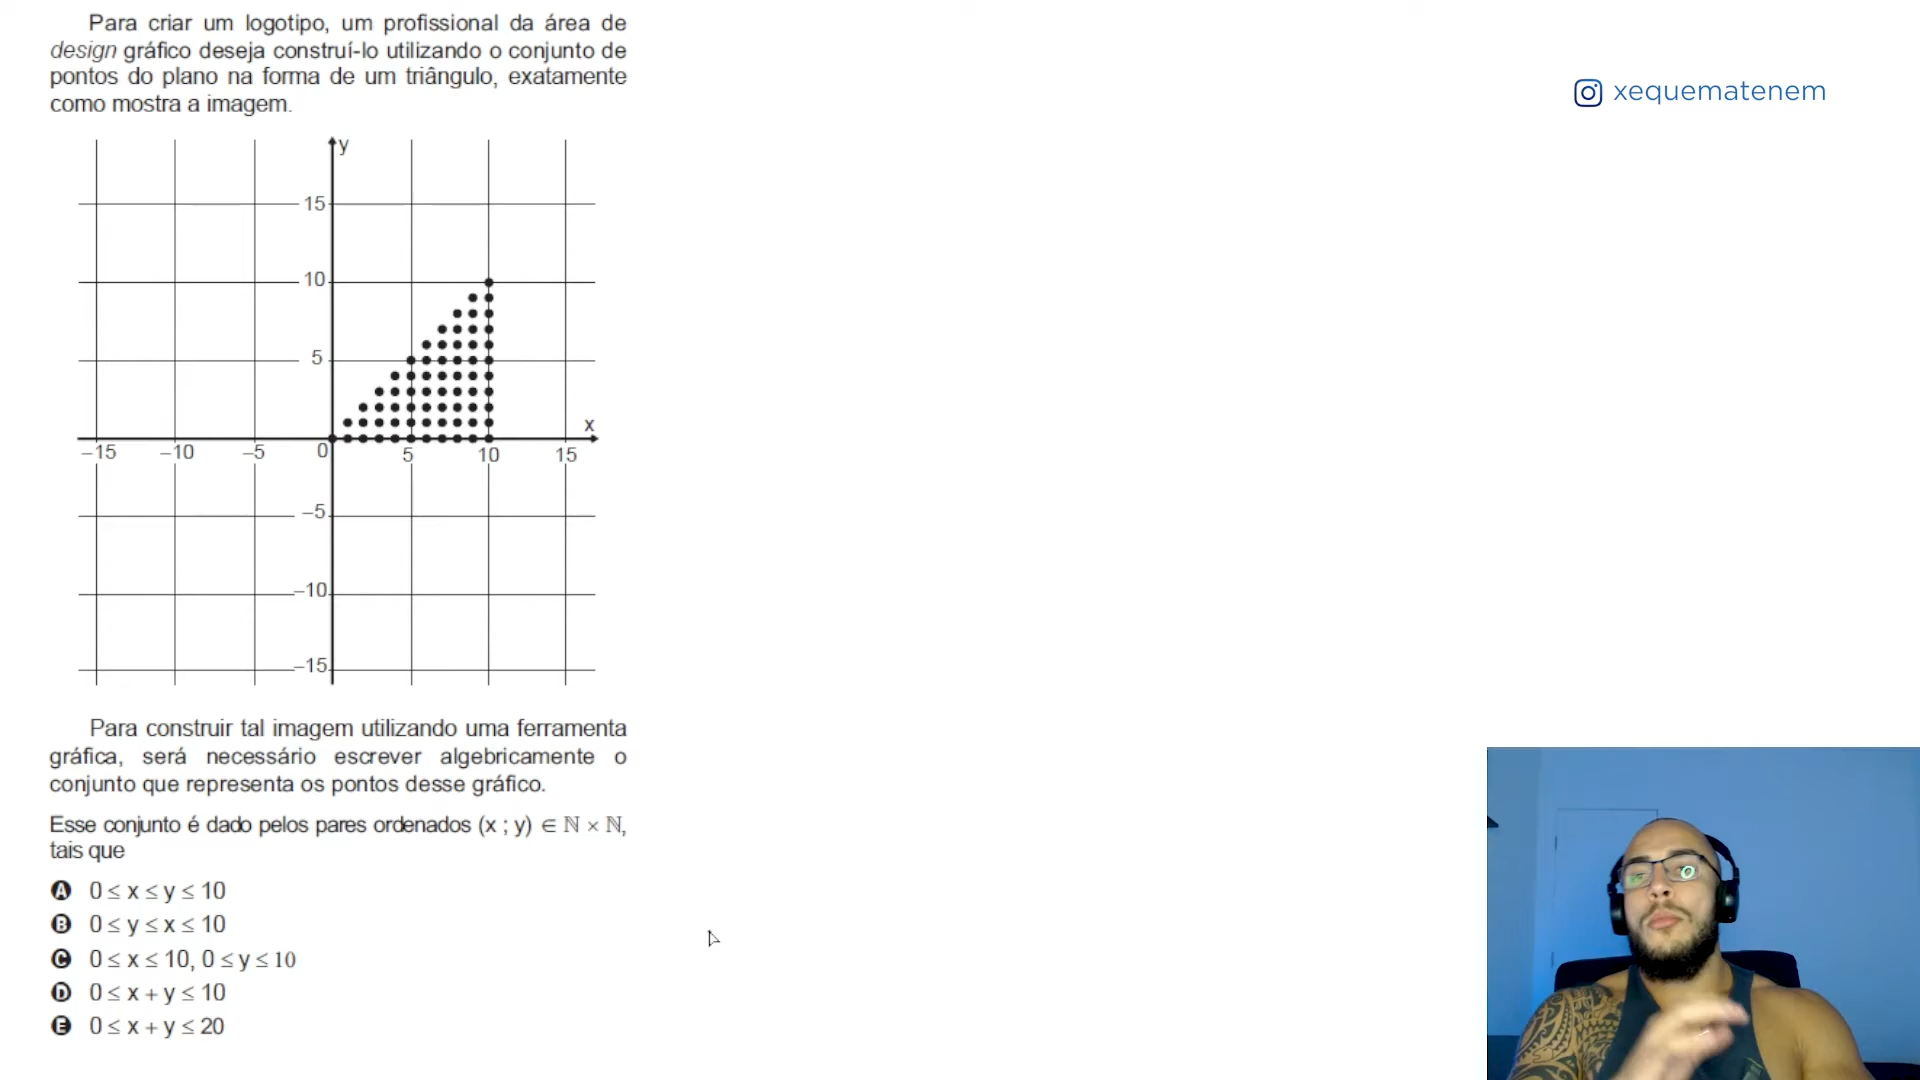 Para criar um logotipo, um profissional da área de
design gráfico deseja construí-lo utilizando o conjunto de
pontos do plano na forma de um triângulo, exatamente
como mostra a imagem.
xequematenem
y
15
10
5
x
−15 −10 −5 0 5 10 15
−5
−10
−15
Para construir tal imagem utilizando uma ferramenta
gráfica, será necessário escrever algebricamente o
conjunto que representa os pontos desse gráfico.
Esse conjunto é dado pelos pares ordenados (x ; y) ∈ ℕ × ℕ,
tais que
A 0 ≤ x ≤ y ≤ 10
B 0 ≤ y ≤ x ≤ 10
C 0 ≤ x ≤ 10, 0 ≤ y ≤ 10
D 0 ≤ x + y ≤ 10
E 0 ≤ x + y ≤ 20